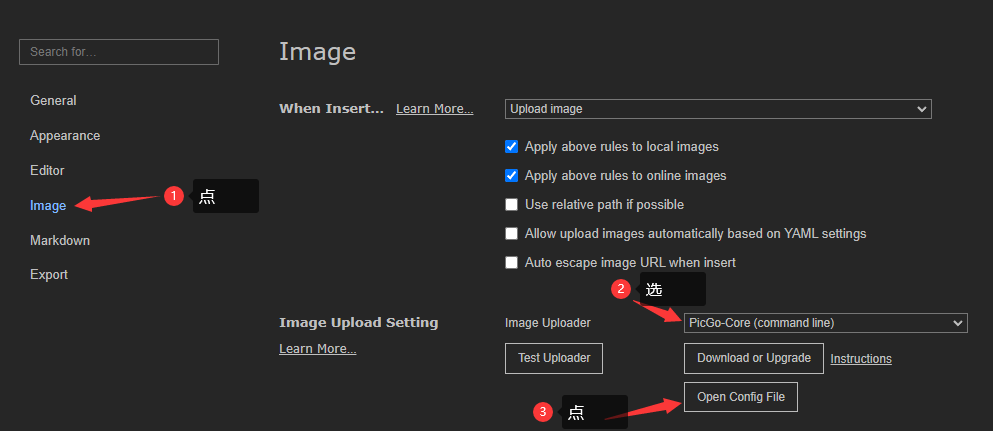 Search for...
Image
General
Appearance
Editor
Image
Markdown
Export
1 点
When Insert... Learn More... Upload image
Apply above rules to local images
Apply above rules to online images
Use relative path if possible
Allow upload images automatically based on YAML settings
Auto escape image URL when insert
2 选
Image Upload Setting Image Uploader PicGo-Core (command line)
Learn More... Test Uploader Download or Upgrade Instructions
Open Config File
3 点